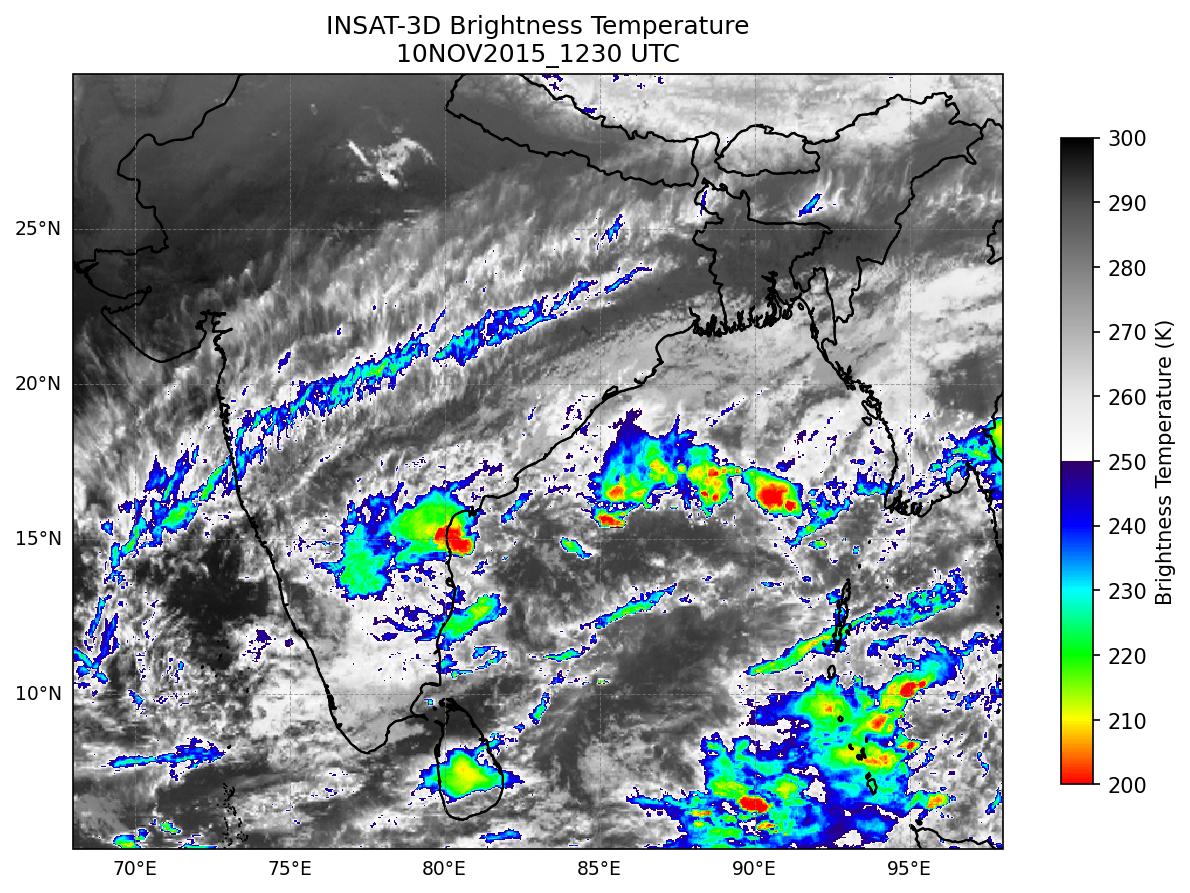 INSAT-3D Brightness Temperature
10NOV2015_1230 UTC
25°N
20°N
15°N
10°N
70°E
75°E
80°E
85°E
90°E
95°E
300
290
280
270
260
250
240
230
220
210
200
Brightness Temperature (K)